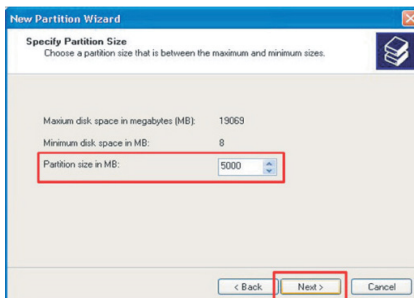 New Partition Wizard
Specify Partition Size
Choose a partition size that is between the maximum and minimum sizes.
Maxium disk space in megabytes (MB): 19069
Minimum disk space in MB: 8
Partition size in MB: 5000
< Back Next > Cancel